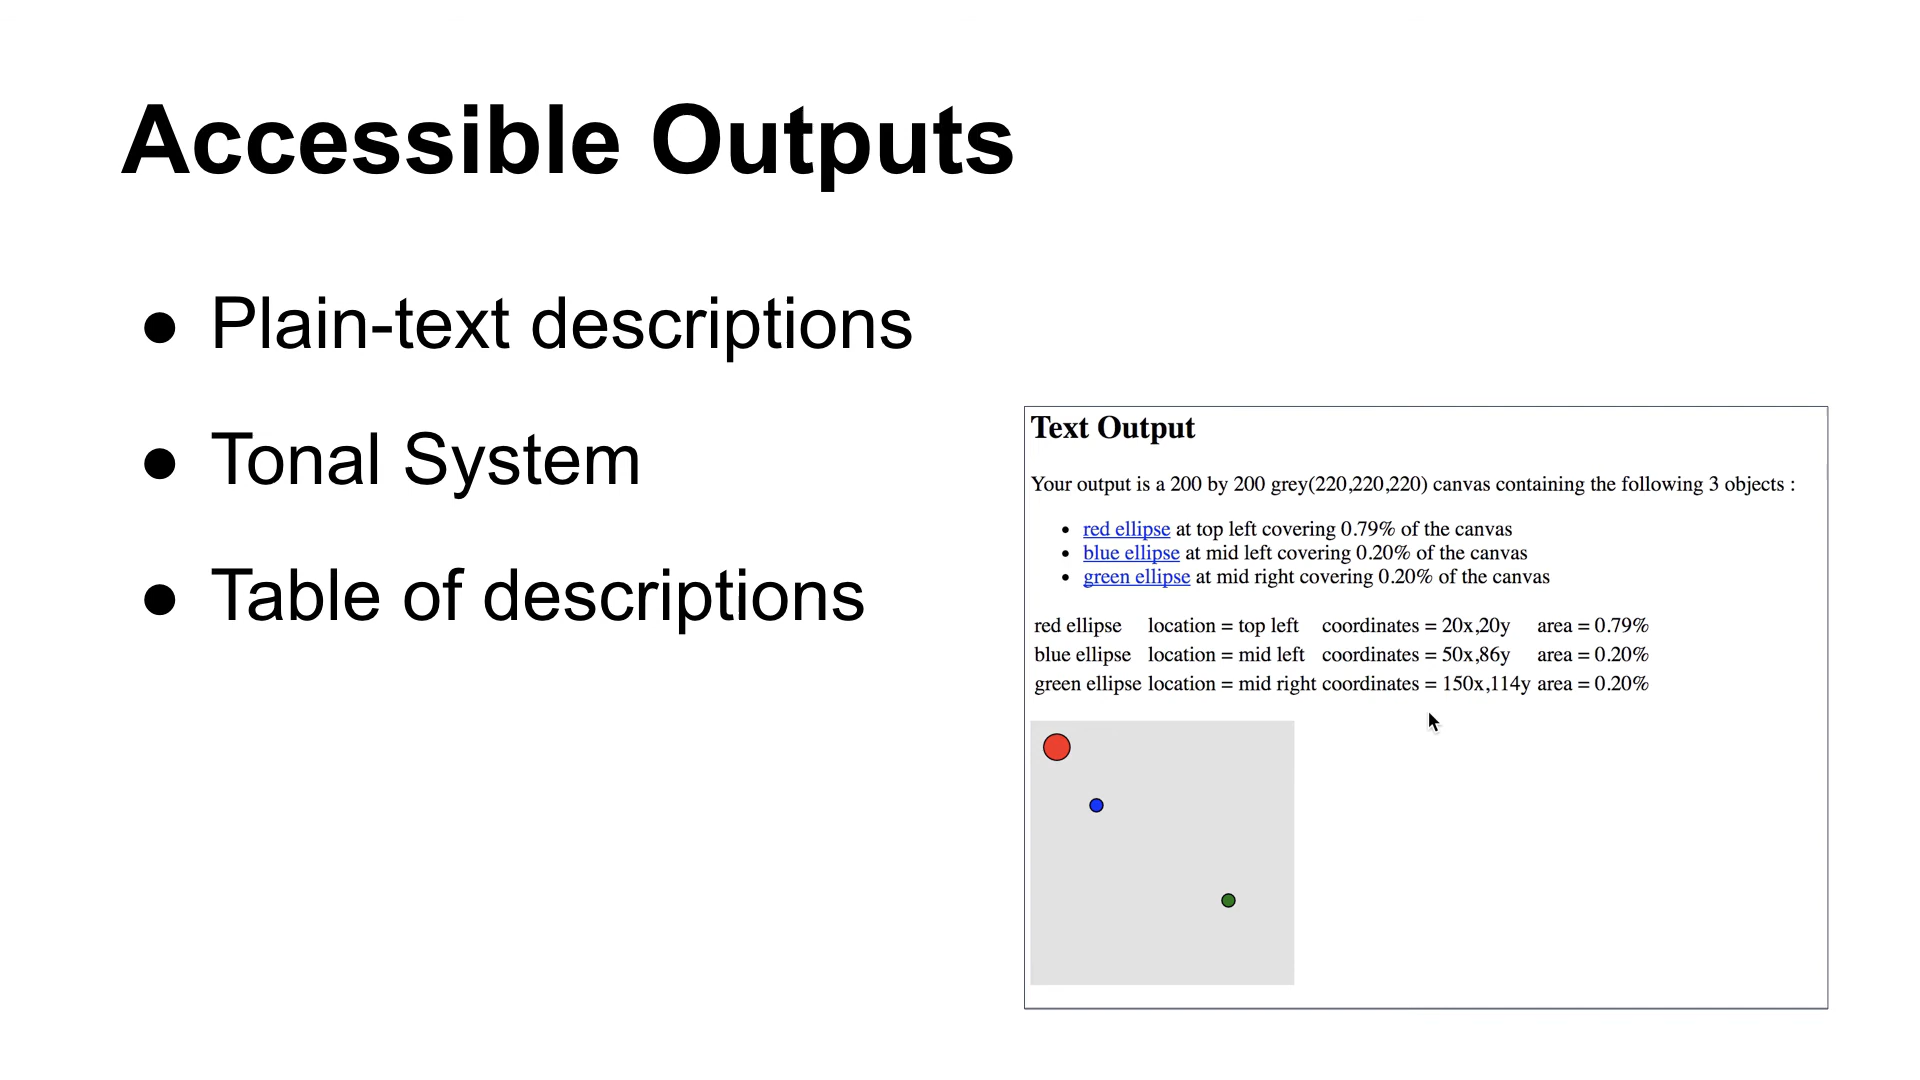 Accessible Outputs
● Plain-text descriptions
● Tonal System
● Table of descriptions
Text Output
Your output is a 200 by 200 grey(220,220,220) canvas containing the following 3 objects :
• red ellipse at top left covering 0.79% of the canvas
• blue ellipse at mid left covering 0.20% of the canvas
• green ellipse at mid right covering 0.20% of the canvas
red ellipse location = top left coordinates = 20x,20y area = 0.79%
blue ellipse location = mid left coordinates = 50x,86y area = 0.20%
green ellipse location = mid right coordinates = 150x,114y area = 0.20%